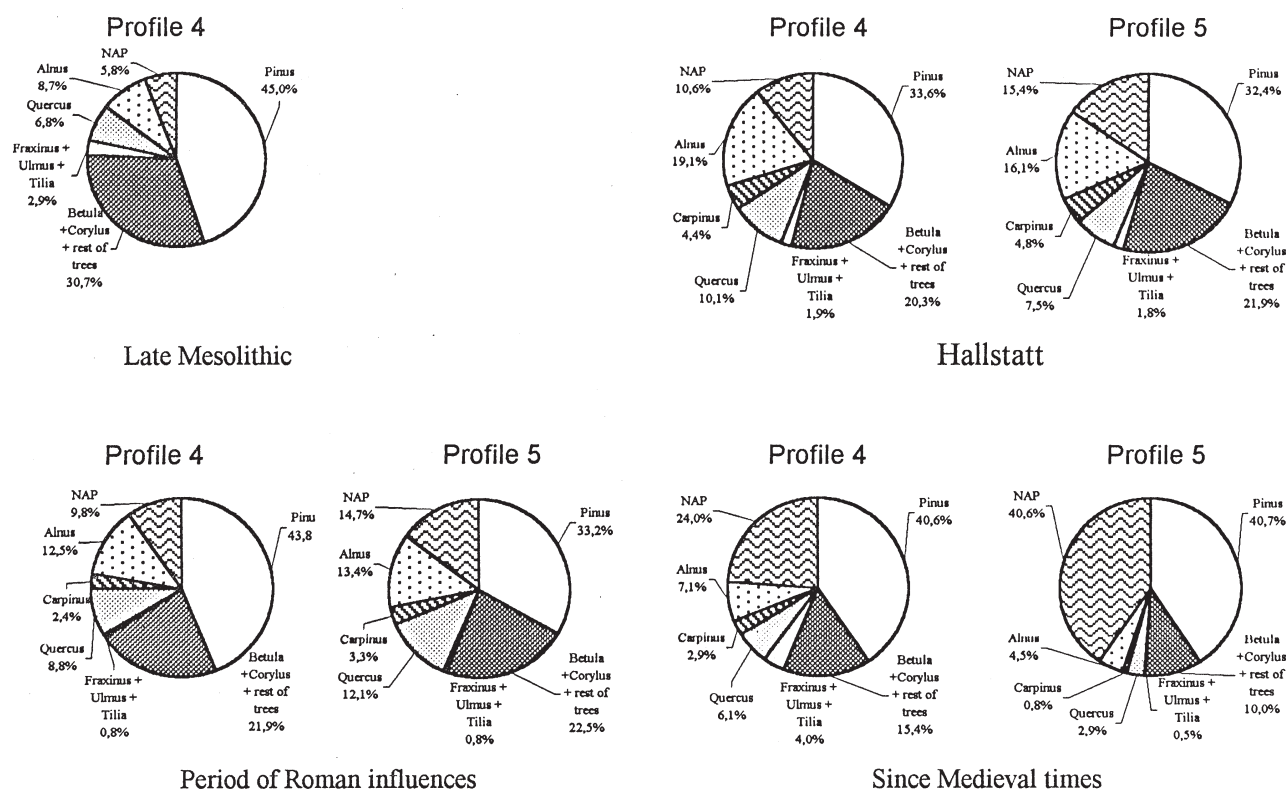 Profile 4
NAP
5,8%
Alnus
8,7%
Quercus
6,8%
Fraxinus +
Ulmus +
Tilia
2,9%
Betula
+Corylus
+ rest of
trees
30,7%
Pinus
45,0%
Late Mesolithic
Profile 4
NAP
10,6%
Pinus
33,6%
Alnus
19,1%
Carpinus
4,4%
Quercus
10,1%
Fraxinus +
Ulmus +
Tilia
1,9%
Betula
+Corylus
+ rest of
trees
20,3%
Profile 5
NAP
15,4%
Pinus
32,4%
Alnus
16,1%
Carpinus
4,8%
Quercus
7,5%
Fraxinus +
Ulmus +
Tilia
1,8%
Betula
+Corylus
+ rest of
trees
21,9%
Hallstatt
Profile 4
NAP
9,8%
Pinu
43,8
Alnus
12,5%
Carpinus
2,4%
Quercus
8,8%
Fraxinus +
Ulmus +
Tilia
0,8%
Betula
+Corylus
+ rest of
trees
21,9%
Profile 5
NAP
14,7%
Pinus
33,2%
Alnus
13,4%
Carpinus
3,3%
Quercus
12,1%
Fraxinus +
Ulmus +
Tilia
0,8%
Betula
+Corylus
+ rest of
trees
22,5%
Period of Roman influences
Profile 4
NAP
24,0%
Pinus
40,6%
Alnus
7,1%
Carpinus
2,9%
Quercus
6,1%
Fraxinus +
Ulmus +
Tilia
4,0%
Betula
+Corylus
+ rest of
trees
15,4%
Profile 5
NAP
40,6%
Pinus
40,7%
Alnus
4,5%
Carpinus
0,8%
Quercus
2,9%
Fraxinus +
Ulmus +
Tilia
0,5%
Betula
+Corylus
+ rest of
trees
10,0%
Since Medieval times